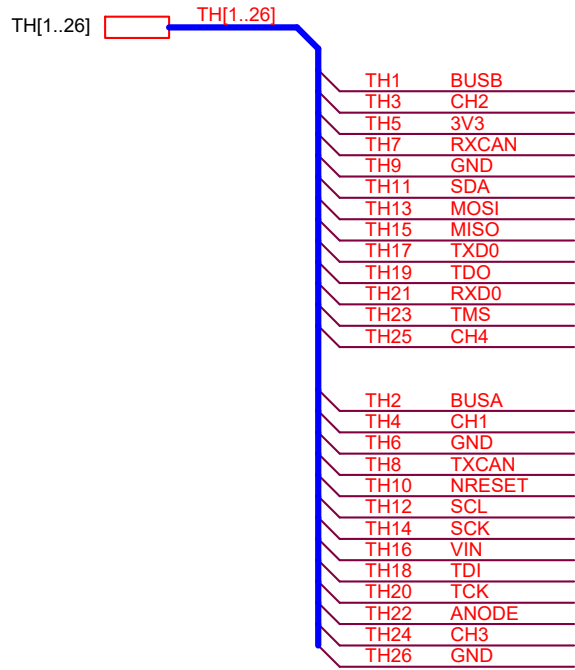 TH[1..26] TH[1..26]
TH1 BUSB
TH3 CH2
TH5 3V3
TH7 RXCAN
TH9 GND
TH11 SDA
TH13 MOSI
TH15 MISO
TH17 TXD0
TH19 TDO
TH21 RXD0
TH23 TMS
TH25 CH4
TH2 BUSA
TH4 CH1
TH6 GND
TH8 TXCAN
TH10 NRESET
TH12 SCL
TH14 SCK
TH16 VIN
TH18 TDI
TH20 TCK
TH22 ANODE
TH24 CH3
TH26 GND